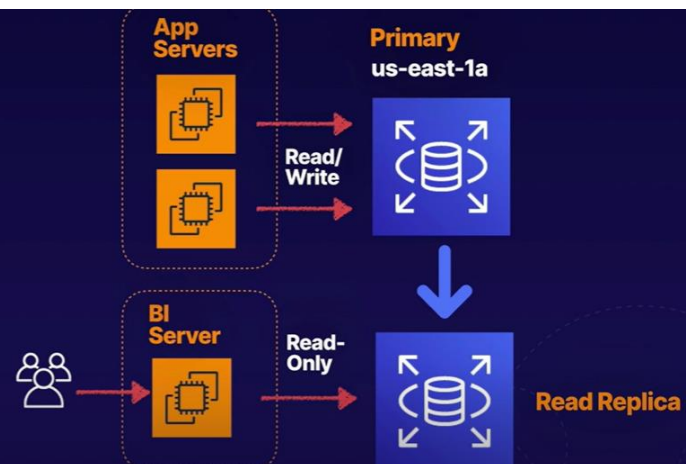 App
Servers
Primary
us-east-1a
Read/
Write
BI
Server
Read-
Only
Read Replica